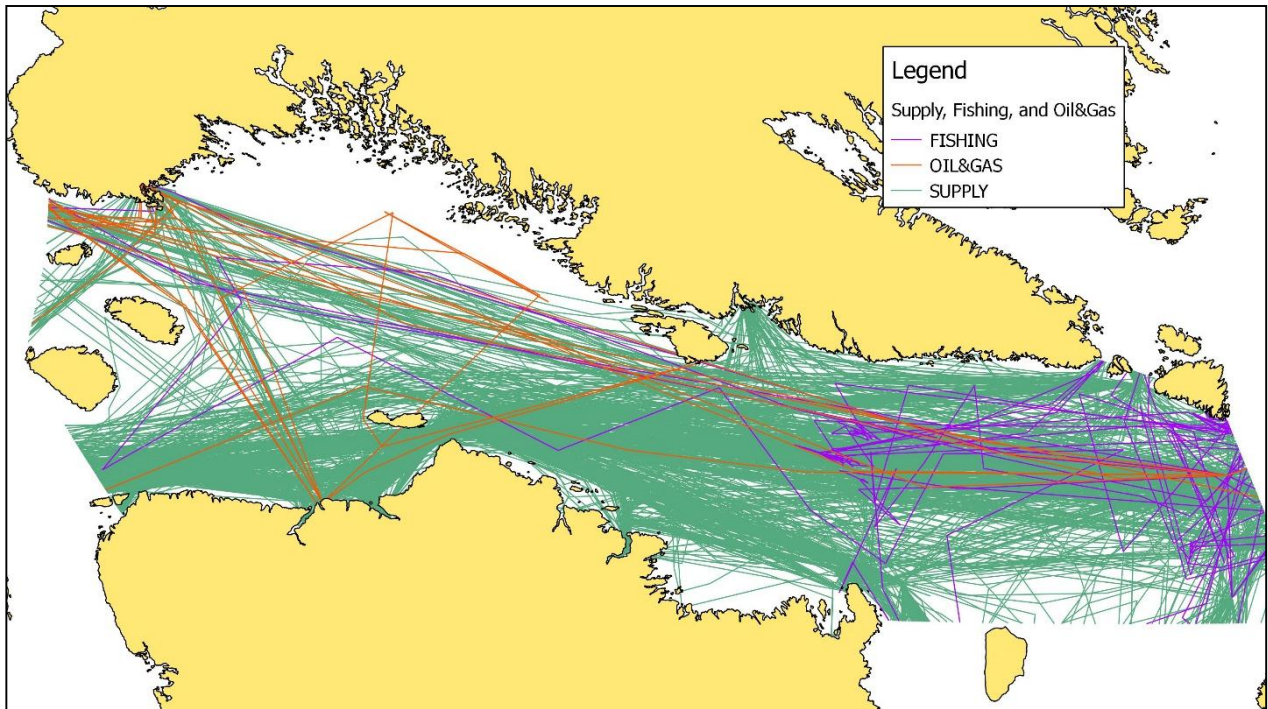 Legend
Supply, Fishing, and Oil&Gas
FISHING
OIL&GAS
SUPPLY